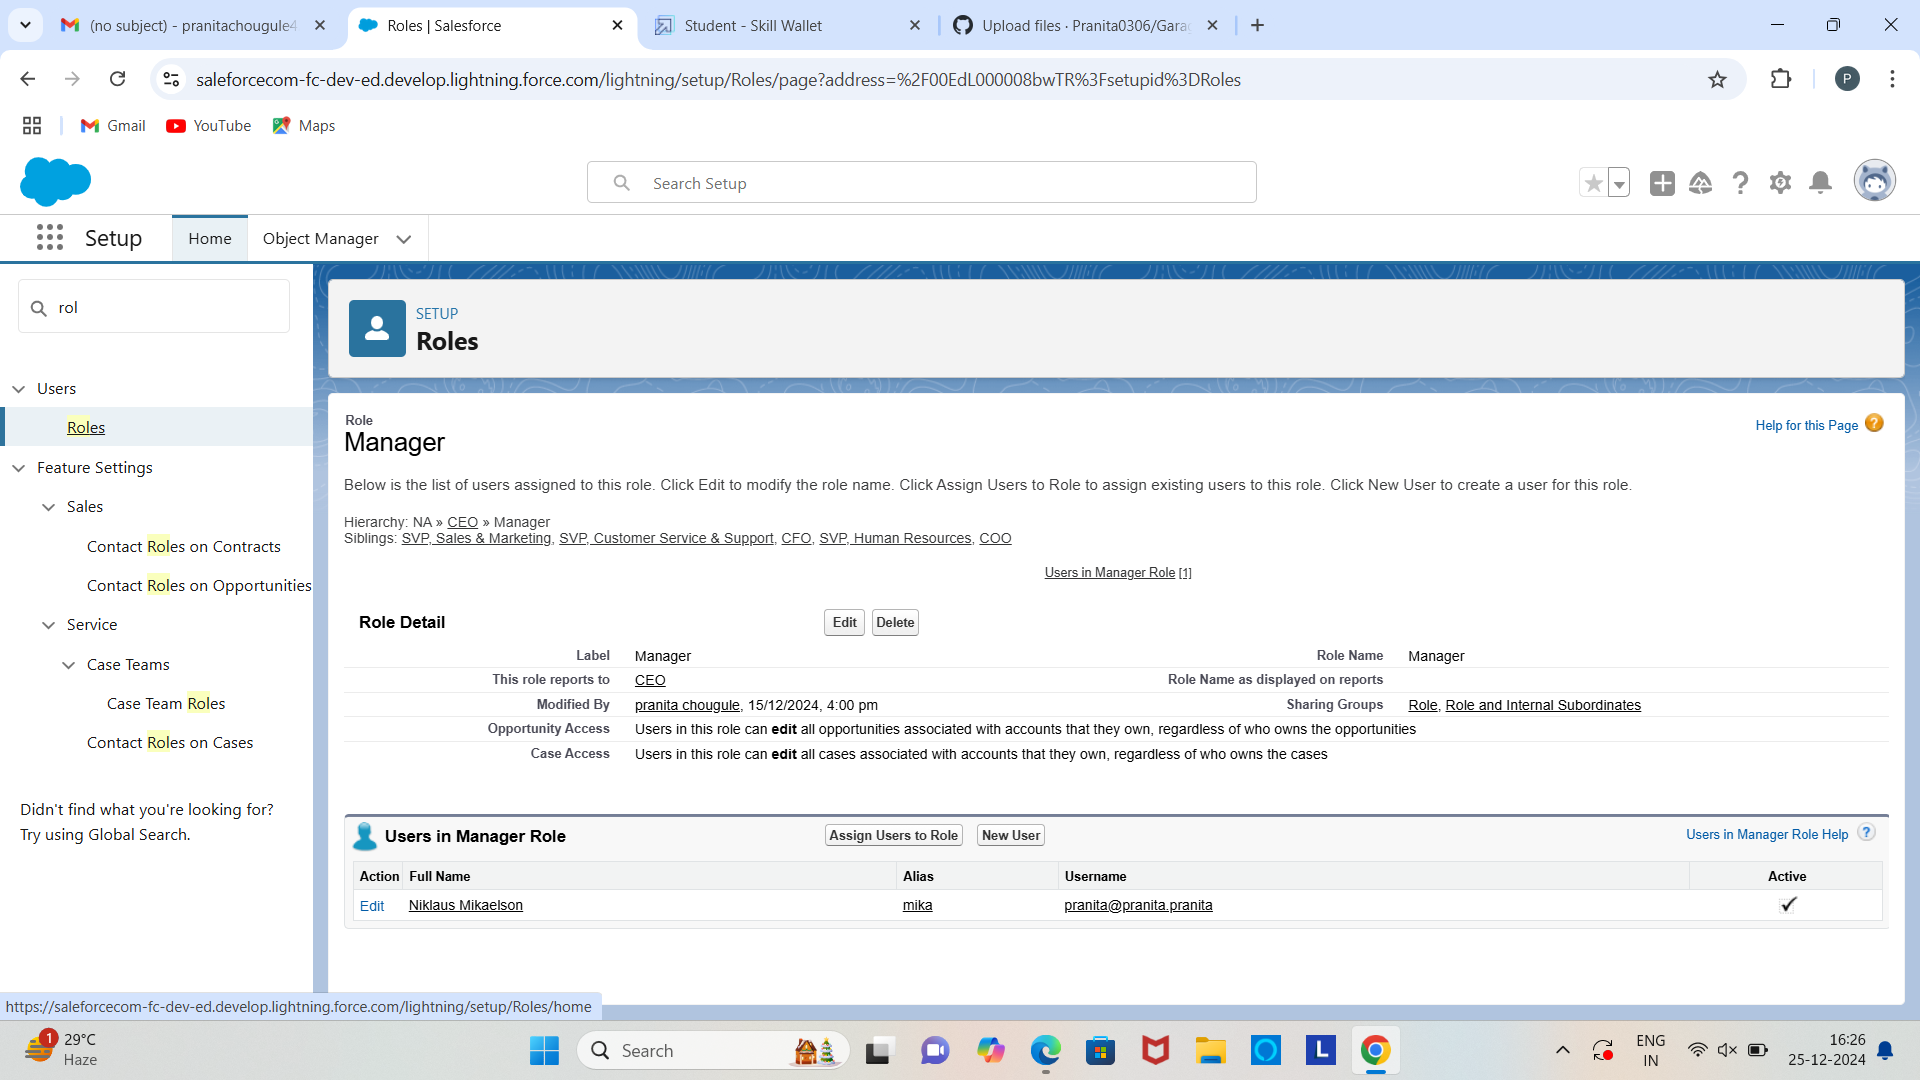 (no subject) - pranitachougule4
Roles | Salesforce
Student - Skill Wallet
Upload files · Pranita0306/Garag
saleforcecom-fc-dev-ed.develop.lightning.force.com/lightning/setup/Roles/page?address=%2F00EdL000008bwTR%3Fsetupid%3DRoles
P
Gmail
YouTube
Maps
Search Setup
Setup
Home
Object Manager
rol
Users
Roles
Feature Settings
Sales
Contact Roles on Contracts
Contact Roles on Opportunities
Service
Case Teams
Case Team Roles
Contact Roles on Cases
Didn't find what you're looking for?
Try using Global Search.
SETUP
Roles
Role
Manager
Help for this Page
Below is the list of users assigned to this role. Click Edit to modify the role name. Click Assign Users to Role to assign existing users to this role. Click New User to create a user for this role.
Hierarchy: NA » CEO » Manager
Siblings: SVP, Sales & Marketing, SVP, Customer Service & Support, CFO, SVP, Human Resources, COO
Users in Manager Role [1]
Role Detail
Edit
Delete
Label Manager Role Name Manager
This role reports to CEO Role Name as displayed on reports
Modified By pranita chougule, 15/12/2024, 4:00 pm Sharing Groups Role, Role and Internal Subordinates
Opportunity Access Users in this role can edit all opportunities associated with accounts that they own, regardless of who owns the opportunities
Case Access Users in this role can edit all cases associated with accounts that they own, regardless of who owns the cases
Users in Manager Role
Assign Users to Role
New User
Users in Manager Role Help ?
Action Full Name Alias Username Active
Edit Niklaus Mikaelson mika pranita@pranita.pranita
https://saleforcecom-fc-dev-ed.develop.lightning.force.com/lightning/setup/Roles/home
1
29°C
Haze
Search
L
ENG
IN
16:26
25-12-2024